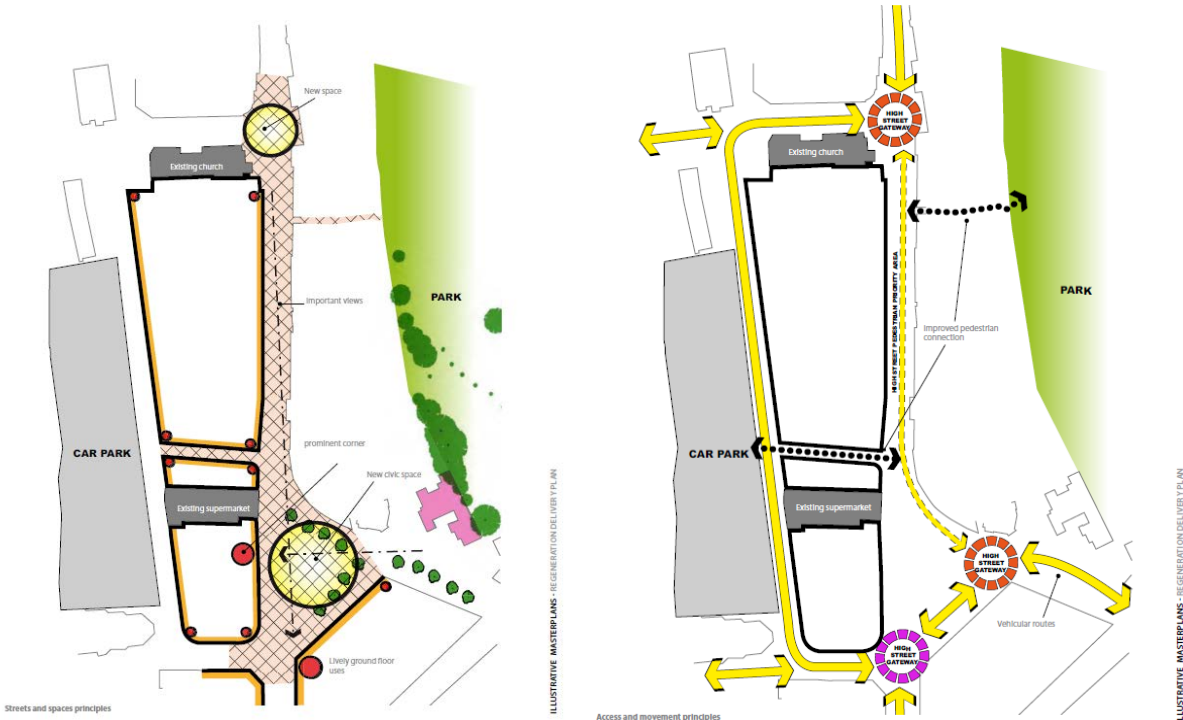 New space
Existing church
Important views
PARK
CAR PARK
prominent corner
New civic space
Existing supermarket
Lively ground floor
uses
Streets and spaces principles
ILLUSTRATIVE MASTERPLANS - REGENERATION DELIVERY PLAN
HIGH
STREET
GATEWAY
Existing church
HIGH STREET PEDESTRIAN PRIORITY AREA
PARK
Improved pedestrian
connection
CAR PARK
Existing supermarket
HIGH
STREET
GATEWAY
Vehicular routes
HIGH
STREET
GATEWAY
Access and movement principles
ILLUSTRATIVE MASTERPLANS - REGENERATION DELIVERY PLAN